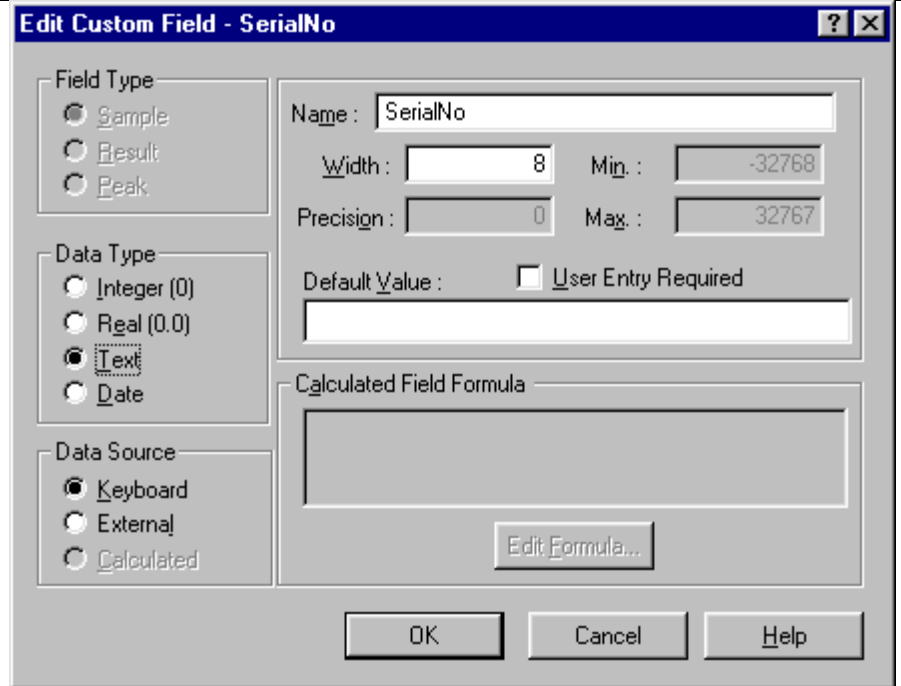 Edit Custom Field - SerialNo
? X
Field Type
Sample
Result
Peak
Name : SerialNo
Width : 8 Min. : -32768
Precision : 0 Max. : 32767
Default Value : User Entry Required
Data Type
Integer (0)
Real (0.0)
Text
Date
Calculated Field Formula
Edit Formula...
Data Source
Keyboard
External
Calculated
OK Cancel Help